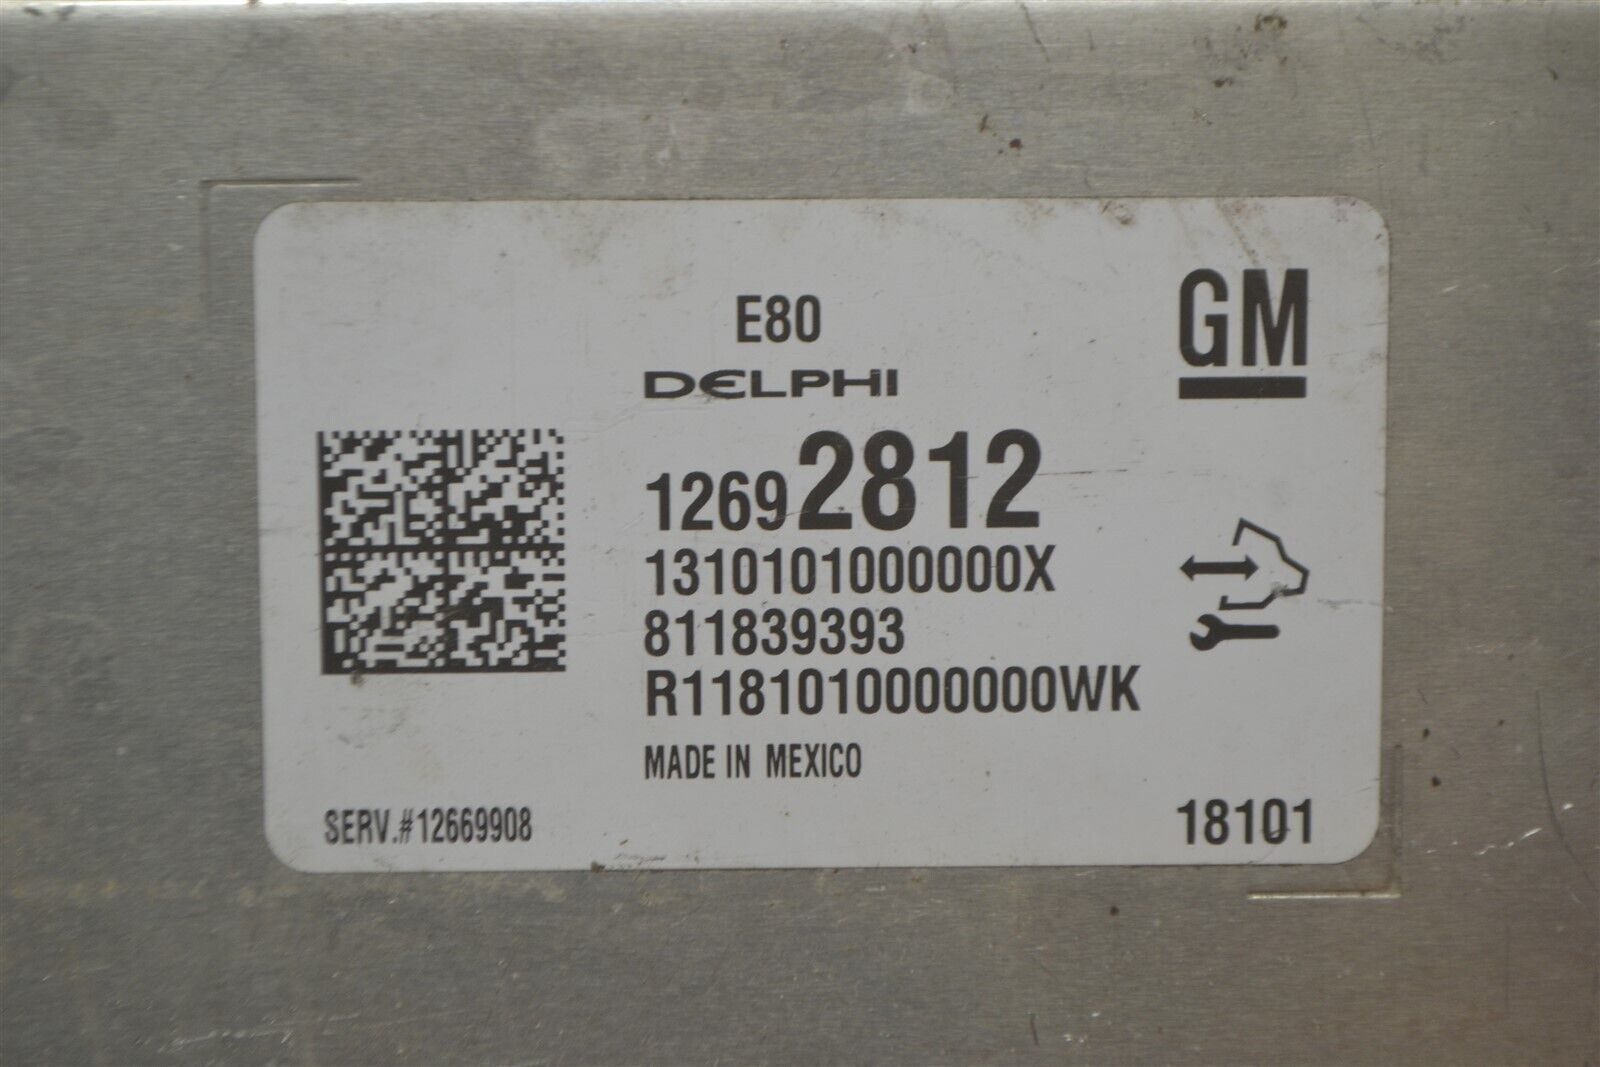 E80
GM
DELPHI
12692812
1310101000000X
811839393
R1181010000000WK
MADE IN MEXICO
SERV.#12669908
18101